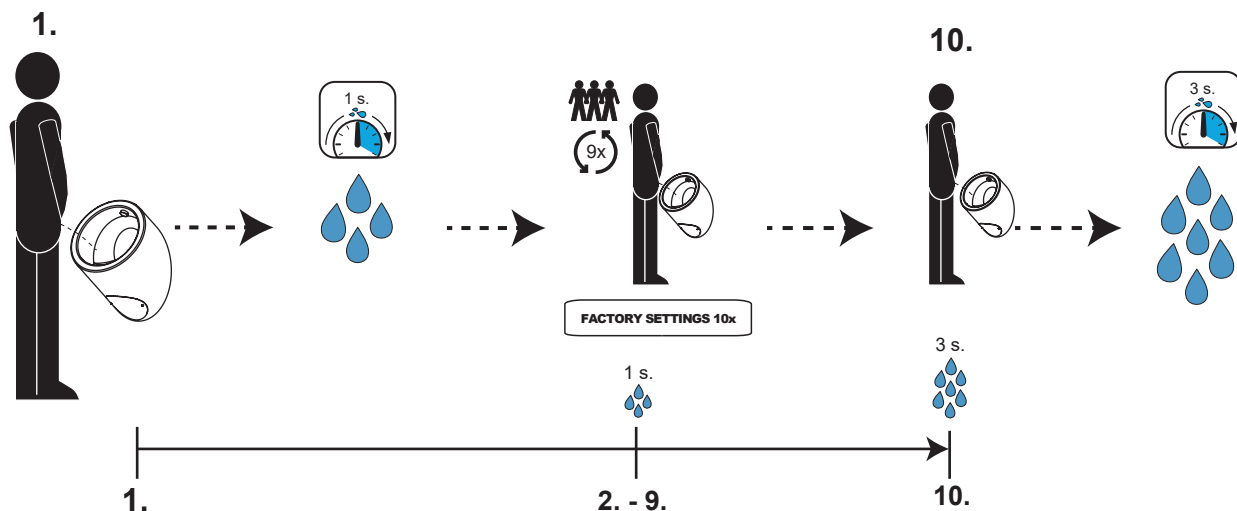 1.
10.
1 s.
3 s.
9x
FACTORY SETTINGS 10x
1 s.
3 s.
1.
2. - 9.
10.